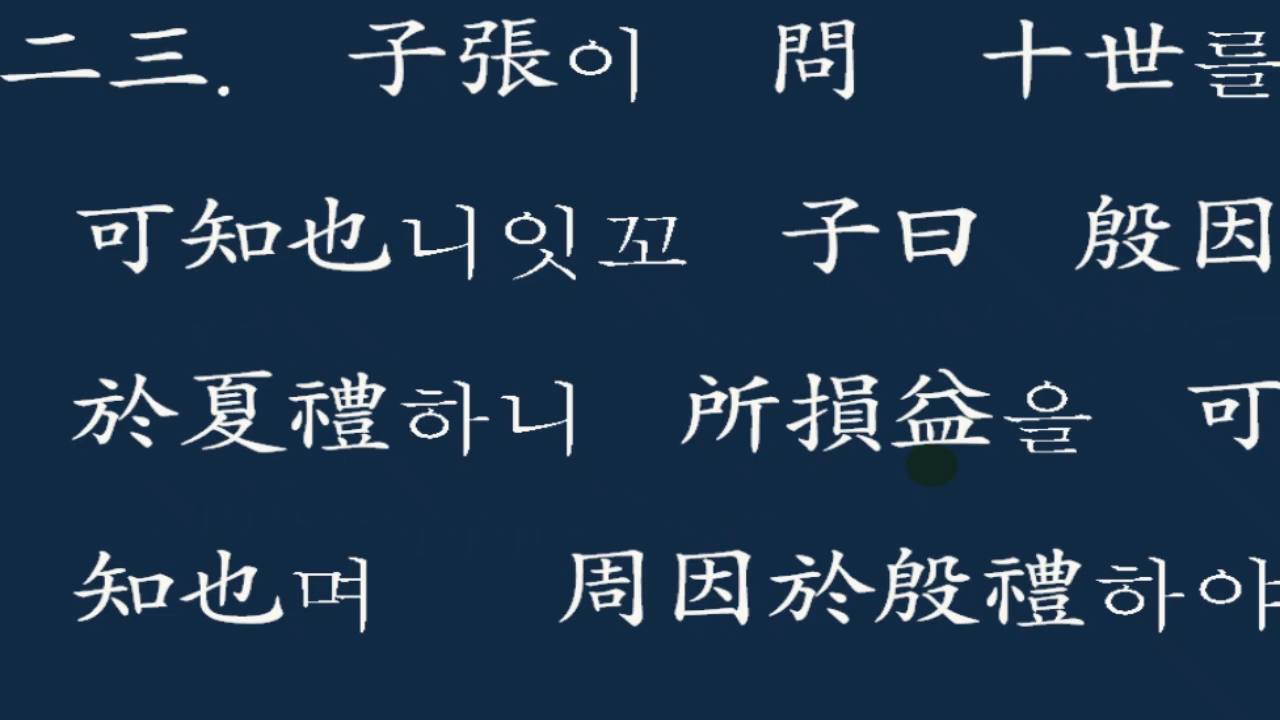 二三. 子張이 問 十世를
可知也니잇꼬 子曰 殷因
於夏禮하니 所損益을 可
知也며 周因於殷禮하야